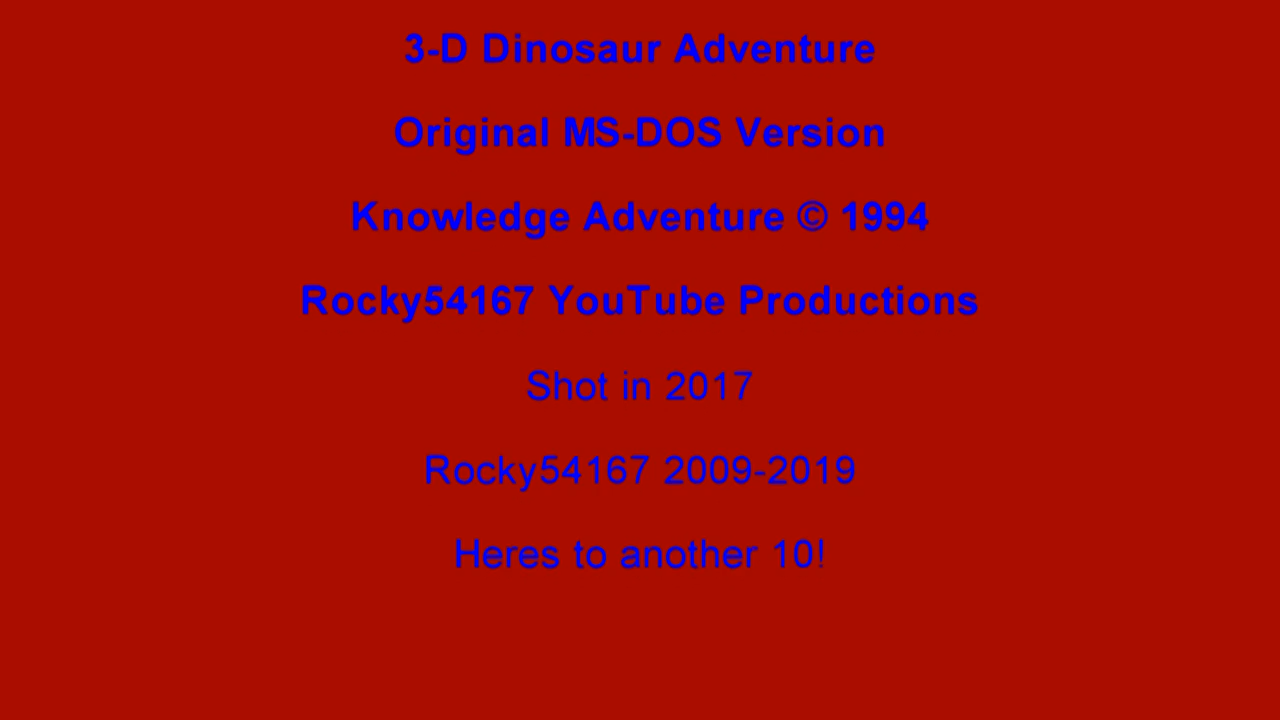 3-D Dinosaur Adventure
Original MS-DOS Version
Knowledge Adventure © 1994
Rocky54167 YouTube Productions
Shot in 2017
Rocky54167 2009-2019
Heres to another 10!